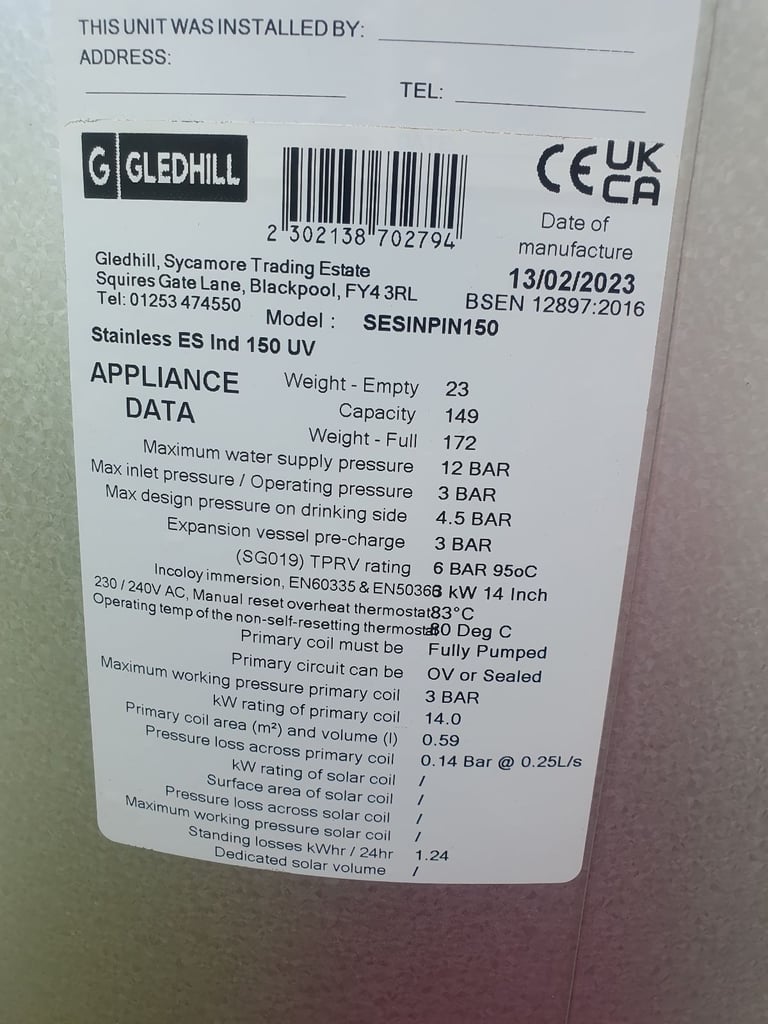 THIS UNIT WAS INSTALLED BY:
ADDRESS:
TEL:
G GLEDHILL
2 302138 702794
CE UK CA
Date of
manufacture
13/02/2023
BSEN 12897:2016
Gledhill, Sycamore Trading Estate
Squires Gate Lane, Blackpool, FY4 3RL
Tel: 01253 474550
Model : SESINPIN150
Stainless ES Ind 150 UV
APPLIANCE
DATA
Weight - Empty 23
Capacity 149
Weight - Full 172
Maximum water supply pressure 12 BAR
Max inlet pressure / Operating pressure 3 BAR
Max design pressure on drinking side 4.5 BAR
Expansion vessel pre-charge 3 BAR
(SG019) TPRV rating 6 BAR 95oC
Incoloy immersion, EN60335 & EN50363 kW 14 Inch
230 / 240V AC, Manual reset overheat thermostat 83°C
Operating temp of the non-self-resetting thermostat 80 Deg C
Primary coil must be Fully Pumped
Primary circuit can be OV or Sealed
Maximum working pressure primary coil 3 BAR
kW rating of primary coil 14.0
Primary coil area (m²) and volume (l) 0.59
Pressure loss across primary coil 0.14 Bar @ 0.25L/s
kW rating of solar coil /
Surface area of solar coil /
Pressure loss across solar coil /
Maximum working pressure solar coil /
Standing losses kWhr / 24hr 1.24
Dedicated solar volume /